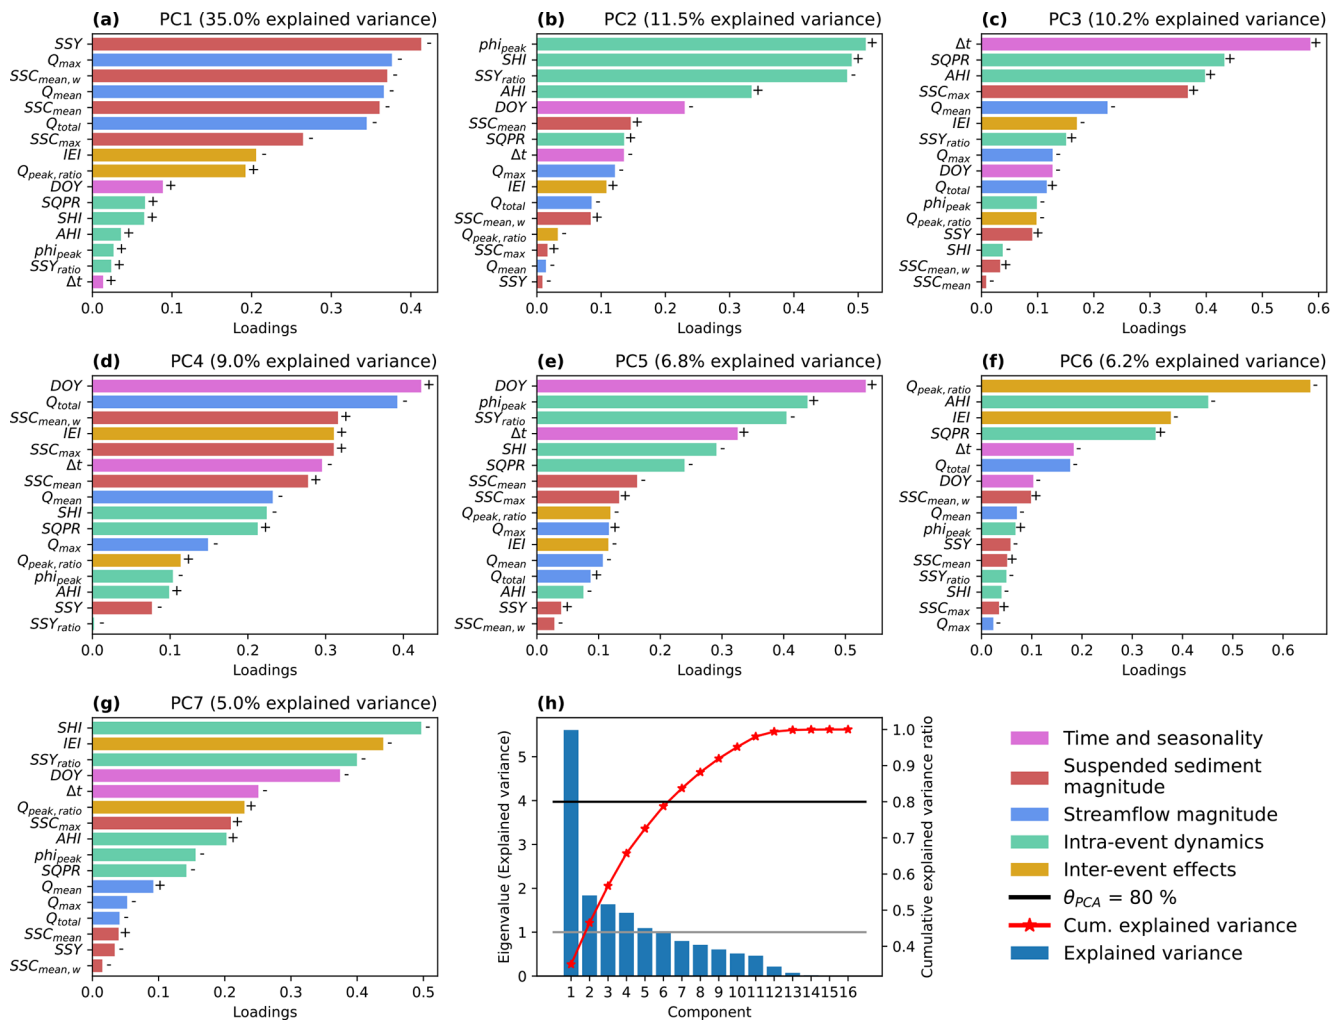 (a) PC1 (35.0% explained variance)
SSY -
Qmax -
SSCmean, w -
Qmean -
SSCmean -
Qtotal -
SSCmax -
IEI -
Qpeak, ratio +
DOY +
SQPR +
SHI +
AHI +
phipeak +
SSYratio +
Δt +
0.0 0.1 0.2 0.3 0.4
Loadings
(b) PC2 (11.5% explained variance)
phipeak +
SHI +
SSYratio -
AHI +
DOY -
SSCmean +
SQPR +
Δt -
Qmax -
IEI +
Qtotal -
SSCmean, w +
Qpeak, ratio -
SSCmax +
Qmean -
SSY -
0.0 0.1 0.2 0.3 0.4 0.5
Loadings
(c) PC3 (10.2% explained variance)
Δt +
SQPR +
AHI +
SSCmax +
Qmean -
IEI -
SSYratio +
Qmax -
DOY -
Qtotal +
phipeak -
Qpeak, ratio -
SSY +
SHI -
SSCmean, w +
SSCmean -
0.0 0.1 0.2 0.3 0.4 0.5 0.6
Loadings
(d) PC4 (9.0% explained variance)
DOY +
Qtotal -
SSCmean, w +
IEI +
SSCmax +
Δt -
SSCmean +
Qmean -
SHI -
SQPR +
Qmax -
Qpeak, ratio +
phipeak -
AHI +
SSY -
SSYratio -
0.0 0.1 0.2 0.3 0.4
Loadings
(e) PC5 (6.8% explained variance)
DOY +
phipeak +
SSYratio -
Δt +
SHI -
SQPR -
SSCmean -
SSCmax +
Qpeak, ratio -
Qmax +
IEI -
Qmean -
Qtotal +
AHI -
SSY +
SSCmean, w -
0.0 0.1 0.2 0.3 0.4 0.5
Loadings
(f) PC6 (6.2% explained variance)
Qpeak, ratio -
AHI -
IEI -
SQPR +
Δt -
Qtotal -
DOY -
SSCmean, w +
Qmean -
phipeak +
SSY -
SSCmean +
SSYratio -
SHI -
SSCmax +
Qmax -
0.0 0.1 0.2 0.3 0.4 0.5 0.6
Loadings
(g) PC7 (5.0% explained variance)
SHI -
IEI -
SSYratio -
DOY -
Δt -
Qpeak, ratio +
SSCmax +
AHI +
phipeak -
SQPR -
Qmean +
Qmax -
Qtotal -
SSCmean +
SSY -
SSCmean, w -
0.0 0.1 0.2 0.3 0.4 0.5
Loadings
(h)
Eigenvalue (Explained variance)
5
4
3
2
1
0
1 2 3 4 5 6 7 8 9 10 11 12 13 14 15 16
Component
1.0
0.9
0.8
0.7
0.6
0.5
0.4
Cumulative explained variance ratio
Time and seasonality
Suspended sediment
magnitude
Streamflow magnitude
Intra-event dynamics
Inter-event effects
θPCA = 80 %
Cum. explained variance
Explained variance